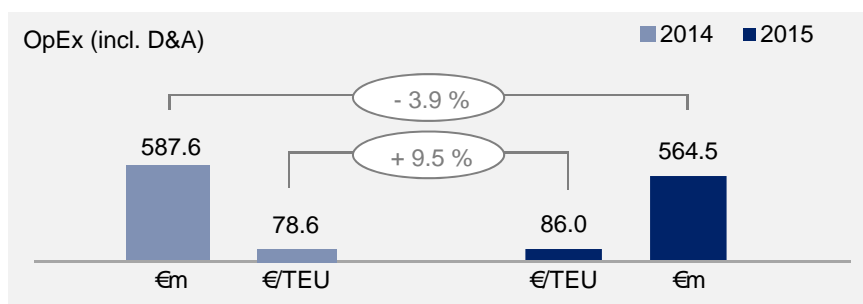 OpEx (incl. D&A)
2014
2015
- 3.9 %
587.6
+ 9.5 %
564.5
78.6
86.0
€m
€/TEU
€/TEU
€m